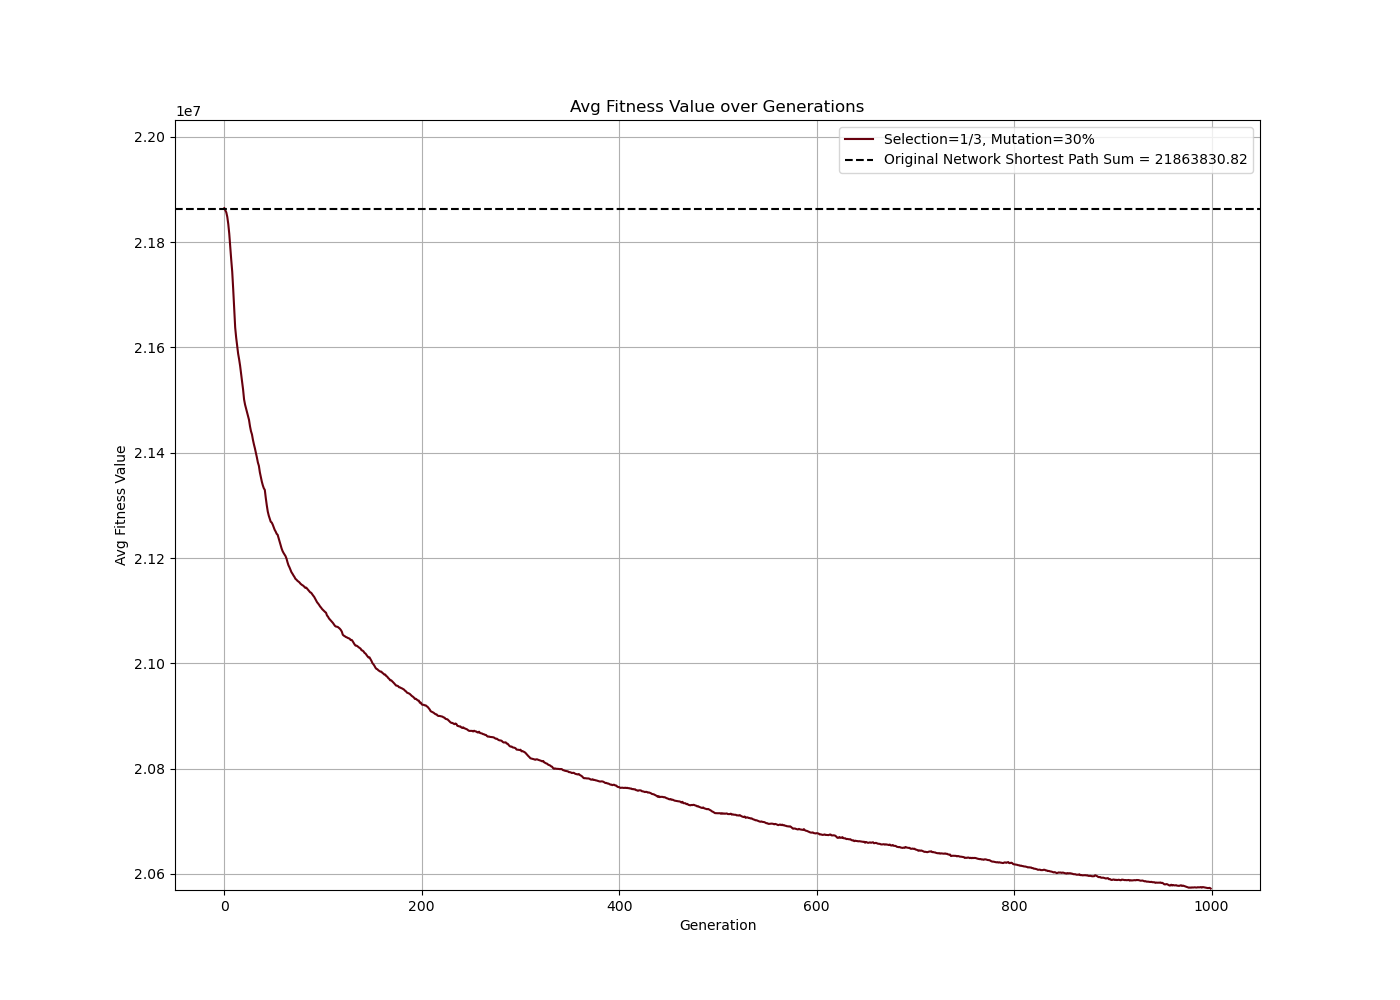 Avg Fitness Value over Generations
1e7
Selection=1/3, Mutation=30%
Original Network Shortest Path Sum = 21863830.82
2.20
2.18
2.16
2.14
2.12
2.10
2.08
2.06
Avg Fitness Value
0 200 400 600 800 1000
Generation